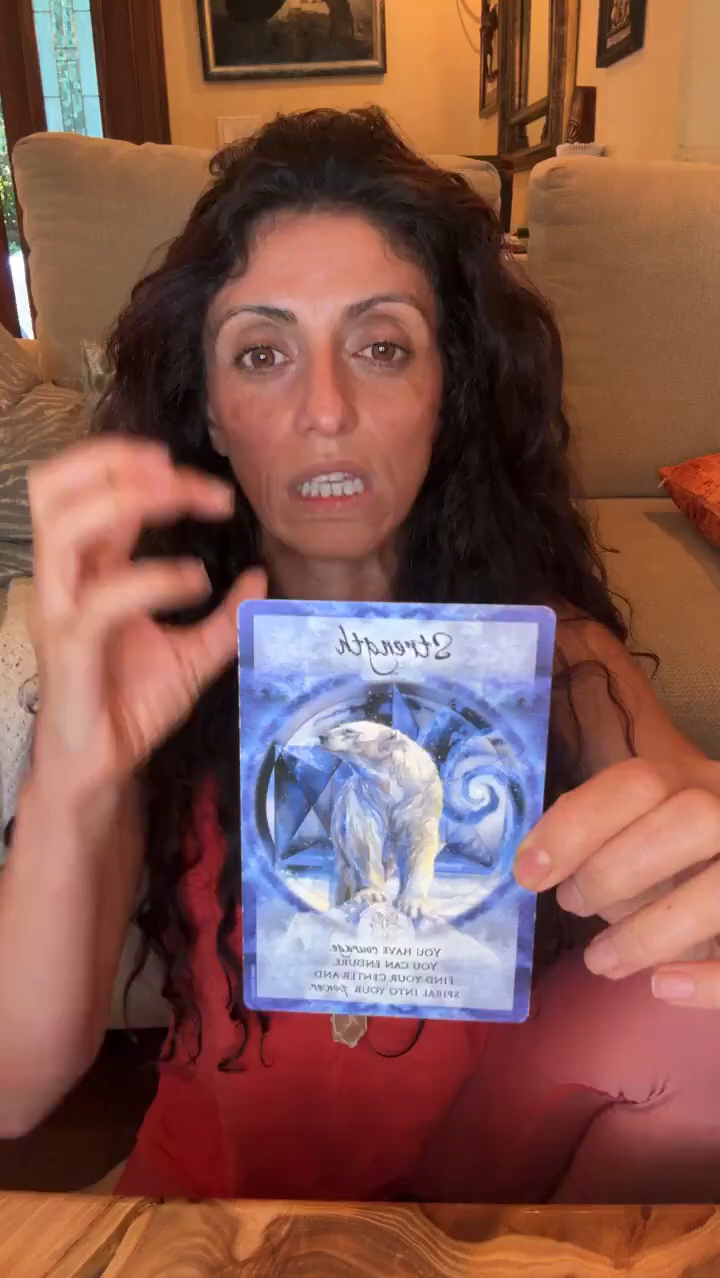 Strength
YOU HAVE courage.
YOU CAN ENDURE.
FIND YOUR CENTER AND
SPIRAL INTO YOUR power.